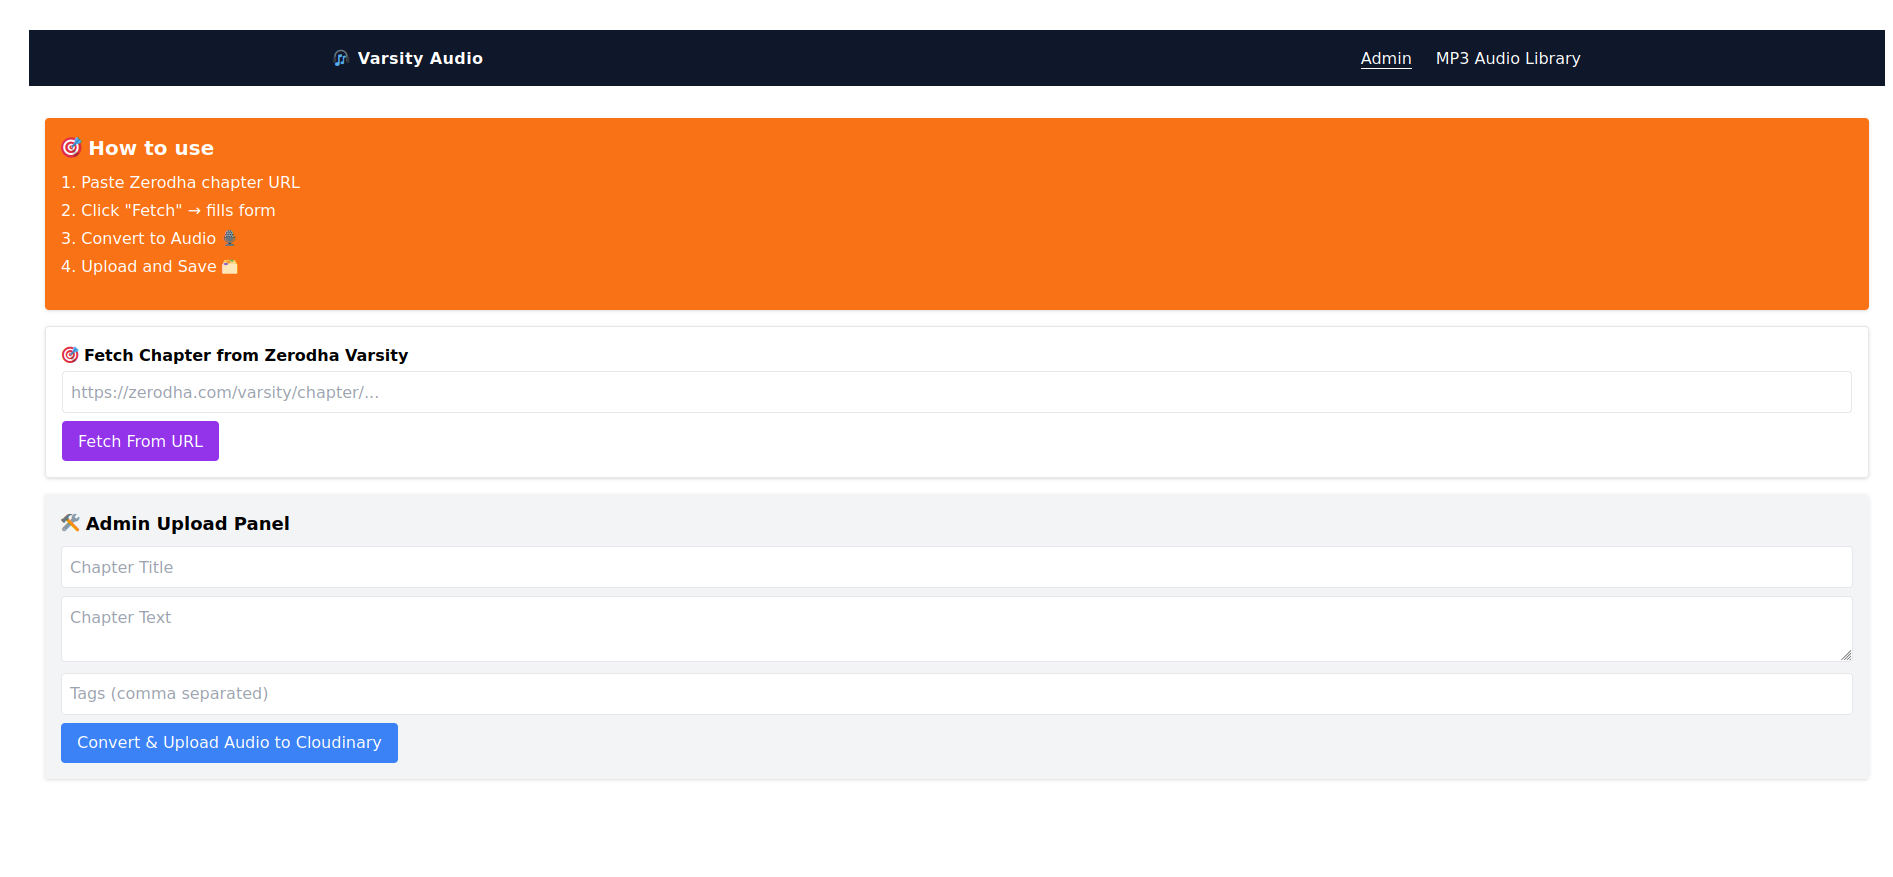 🎧 Varsity Audio
Admin
MP3 Audio Library
🎯 How to use
1. Paste Zerodha chapter URL
2. Click "Fetch" → fills form
3. Convert to Audio 🎙️
4. Upload and Save 🗂️
🎯 Fetch Chapter from Zerodha Varsity
https://zerodha.com/varsity/chapter/...
Fetch From URL
🛠️ Admin Upload Panel
Chapter Title
Chapter Text
Tags (comma separated)
Convert & Upload Audio to Cloudinary